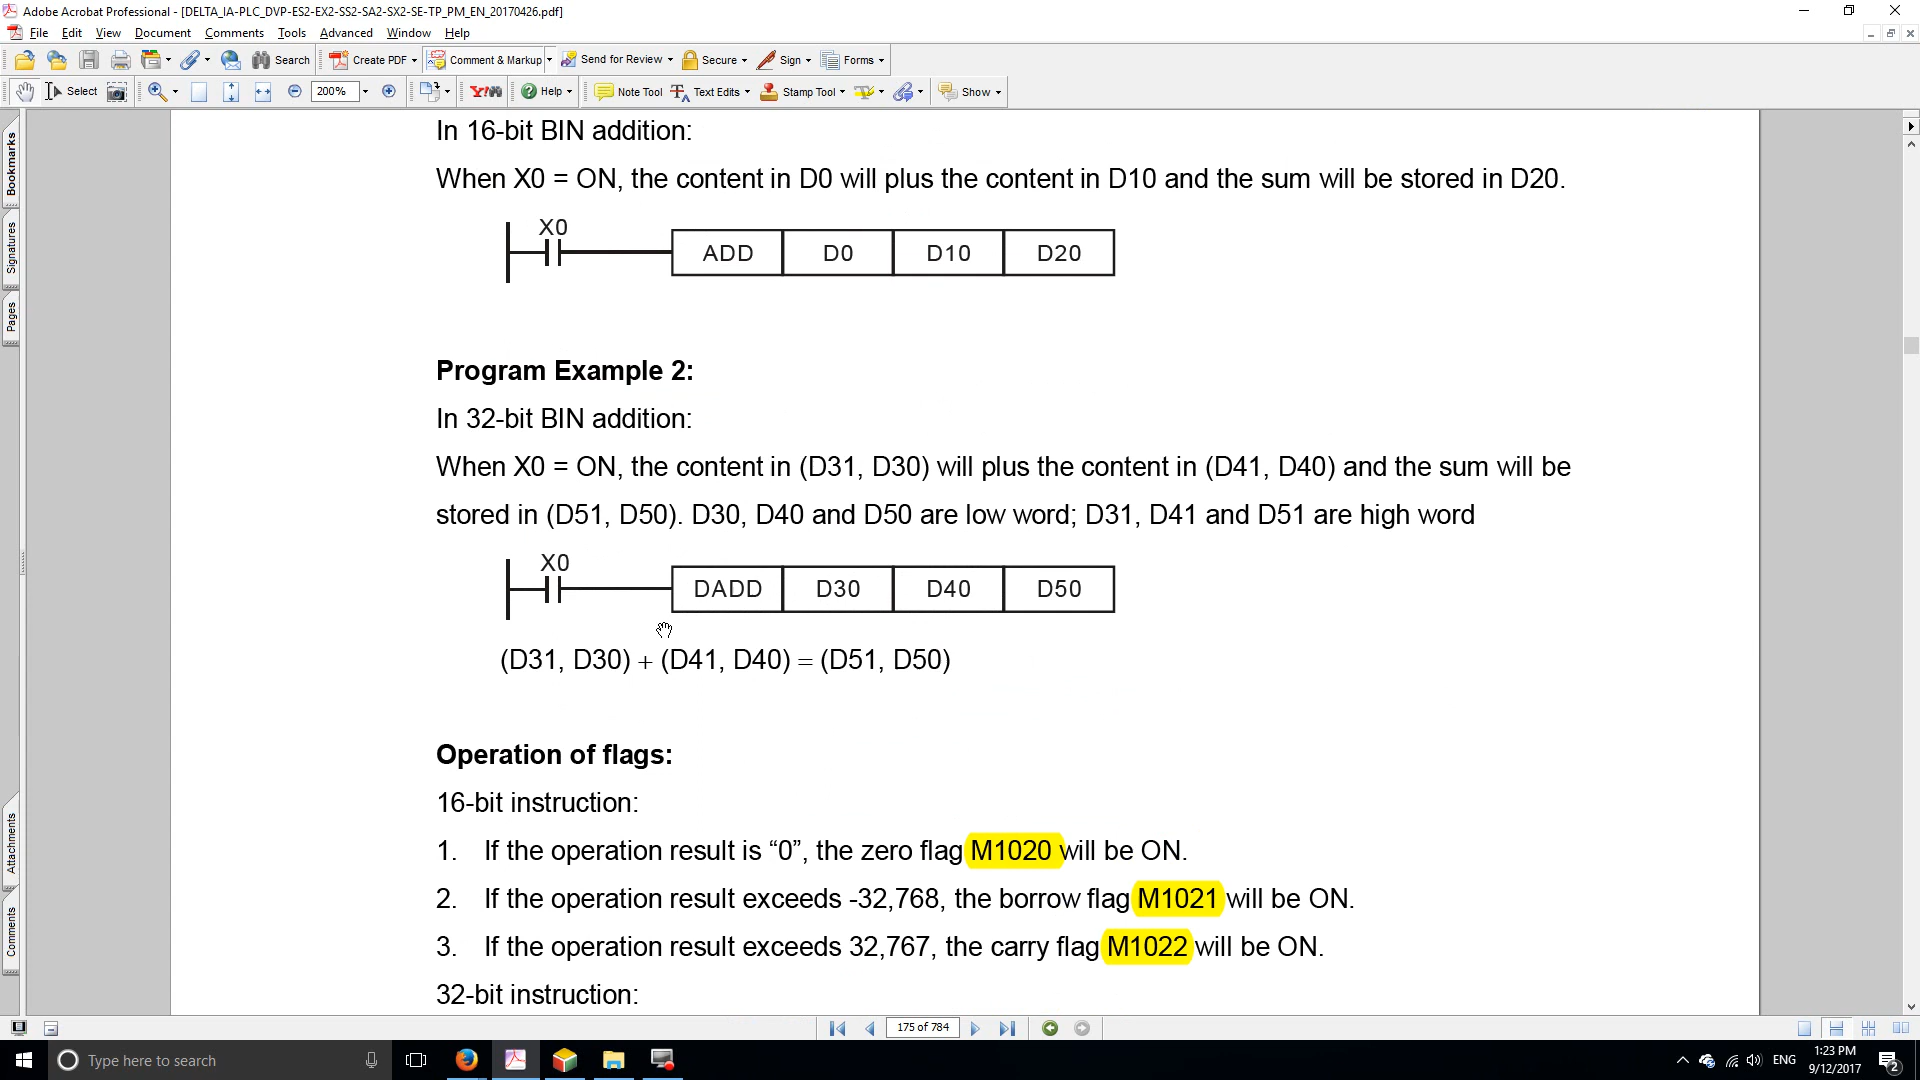 Adobe Acrobat Professional - [DELTA_IA-PLC_DVP-ES2-EX2-SS2-SA2-SX2-SE-TP_PM_EN_20170426.pdf]
File Edit View Document Comments Tools Advanced Window Help
Search Create PDF Comment & Markup Send for Review Secure Sign Forms
Select 200% Y! Help Note Tool Text Edits Stamp Tool Show
Bookmarks
Signatures
Pages
Attachments
Comments
In 16-bit BIN addition:
When X0 = ON, the content in D0 will plus the content in D10 and the sum will be stored in D20.
X0
ADD D0 D10 D20
Program Example 2:
In 32-bit BIN addition:
When X0 = ON, the content in (D31, D30) will plus the content in (D41, D40) and the sum will be
stored in (D51, D50). D30, D40 and D50 are low word; D31, D41 and D51 are high word
X0
DADD D30 D40 D50
(D31, D30) + (D41, D40) = (D51, D50)
Operation of flags:
16-bit instruction:
1. If the operation result is “0”, the zero flag M1020 will be ON.
2. If the operation result exceeds -32,768, the borrow flag M1021 will be ON.
3. If the operation result exceeds 32,767, the carry flag M1022 will be ON.
32-bit instruction:
175 of 784
Type here to search
ENG
1:23 PM
9/12/2017
2